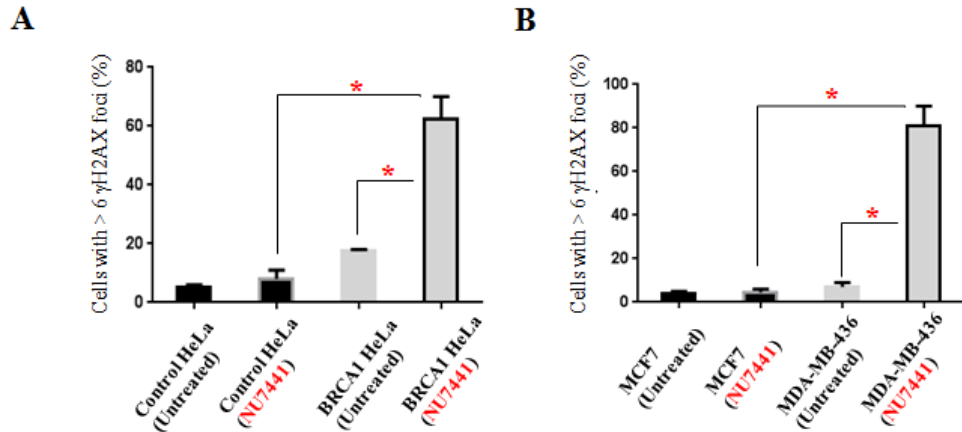 A
Cells with > 6 γH2AX foci (%)
80
60
40
20
0
*
*
Control HeLa
(Untreated)
Control HeLa
(NU7441)
BRCA1 HeLa
(Untreated)
BRCA1 HeLa
(NU7441)
B
Cells with > 6 γH2AX foci (%)
100
80
60
40
20
0
*
*
MCF7
(Untreated)
MCF7
(NU7441)
MDA-MB-436
(Untreated)
MDA-MB-436
(NU7441)